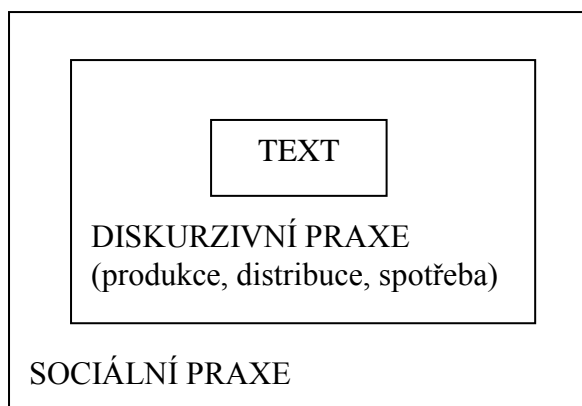 TEXT
DISKURZIVNÍ PRAXE
(produkce, distribuce, spotřeba)
SOCIÁLNÍ PRAXE